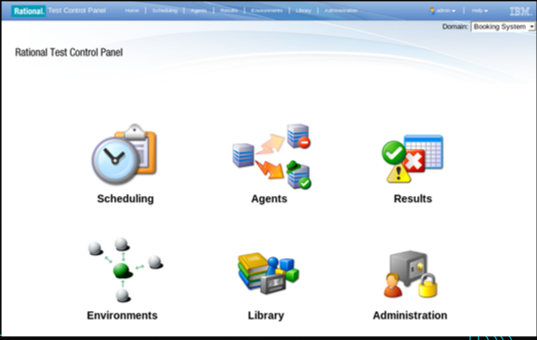 Rational. Test Control Panel Home | Scheduling | Agents | Results | Environments | Library | Administration admin | Help IBM
Domain: Booking System
Rational Test Control Panel
Scheduling Agents Results
Environments Library Administration